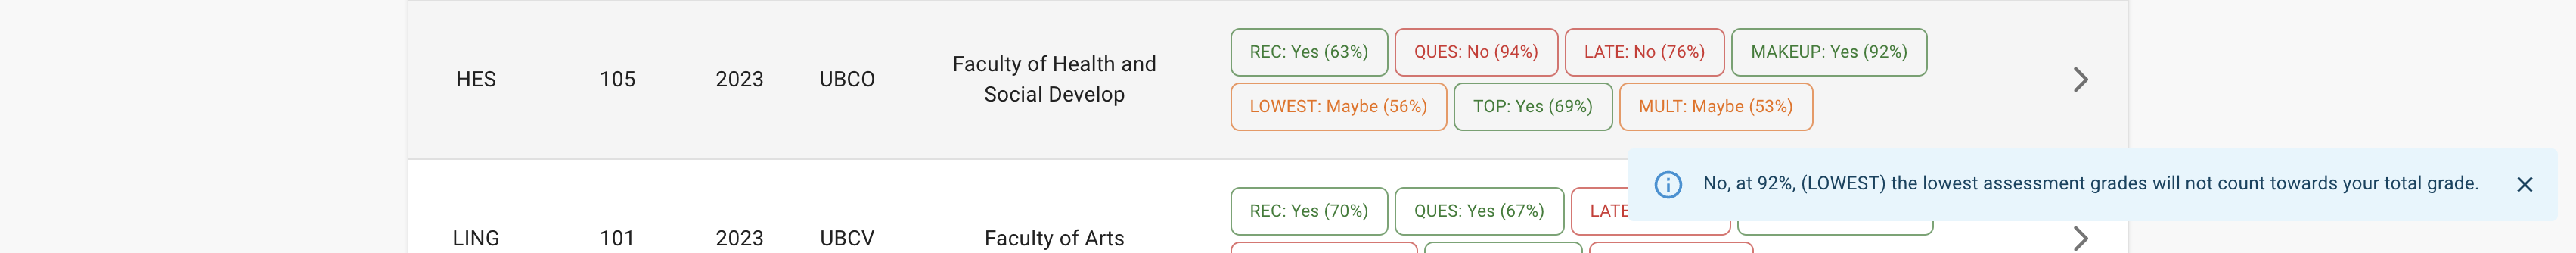 HES 105 2023 UBCO Faculty of Health and
Social Develop
REC: Yes (63%) QUES: No (94%) LATE: No (76%) MAKEUP: Yes (92%)
LOWEST: Maybe (56%) TOP: Yes (69%) MULT: Maybe (53%)
No, at 92%, (LOWEST) the lowest assessment grades will not count towards your total grade.
LING 101 2023 UBCV Faculty of Arts
REC: Yes (70%) QUES: Yes (67%) LATE